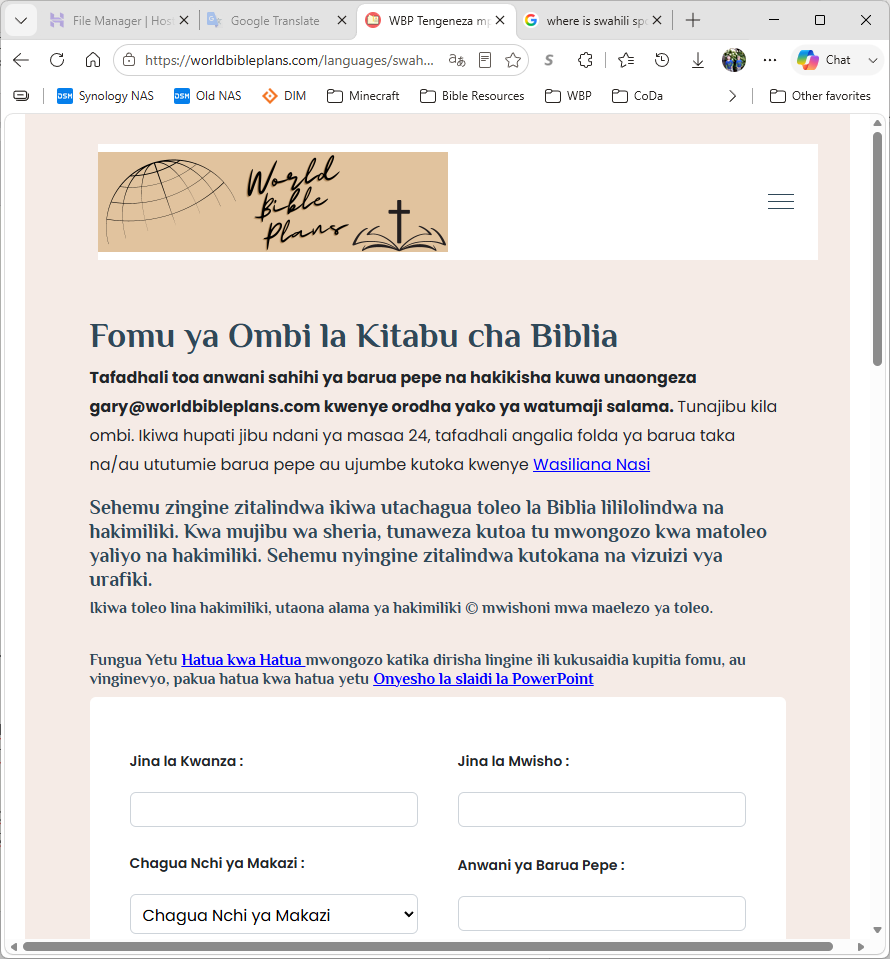 File Manager | Host
Google Translate
WBP Tengeneza mp
where is swahili spo
https://worldbibleplans.com/languages/swah...
Chat
Synology NAS
Old NAS
DIM
Minecraft
Bible Resources
WBP
CoDa
Other favorites
World
Bible
Plans
Fomu ya Ombi la Kitabu cha Biblia
Tafadhali toa anwani sahihi ya barua pepe na hakikisha kuwa unaongeza
gary@worldbibleplans.com kwenye orodha yako ya watumaji salama. Tunajibu kila
ombi. Ikiwa hupati jibu ndani ya masaa 24, tafadhali angalia folda ya barua taka
na/au ututumie barua pepe au ujumbe kutoka kwenye Wasiliana Nasi
Sehemu zingine zitalindwa ikiwa utachagua toleo la Biblia lililolindwa na
hakimiliki. Kwa mujibu wa sheria, tunaweza kutoa tu mwongozo kwa matoleo
yaliyo na hakimiliki. Sehemu nyingine zitalindwa kutokana na vizuizi vya
urafiki.
Ikiwa toleo lina hakimiliki, utaona alama ya hakimiliki © mwishoni mwa maelezo ya toleo.
Fungua Yetu Hatua kwa Hatua mwongozo katika dirisha lingine ili kukusaidia kupitia fomu, au
vinginevyo, pakua hatua kwa hatua yetu Onyesho la slaidi la PowerPoint
Jina la Kwanza :
Jina la Mwisho :
Chagua Nchi ya Makazi :
Anwani ya Barua Pepe :
Chagua Nchi ya Makazi